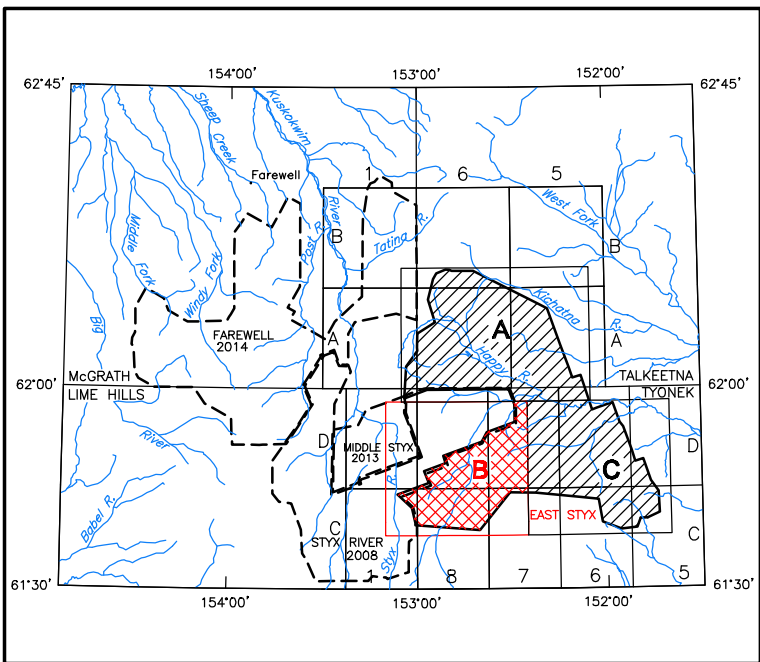 154°00'
153°00'
152°00'
62°45'
62°45'
Kuskokwim
Sheep Creek
Farewell
1
6
5
West Fork
River
B
B
Post R.
Tatina R.
Middle
Fork
Windy Fork
Kichatna
R.
Big
A
FAREWELL
2014
A
A
Happy R.
McGRATH
62°00'
TALKEETNA
62°00'
LIME HILLS
TYONEK
1
River
D
MIDDLE STYX
2013
B
C
D
R.
Babel R.
C
EAST STYX
C
STYX RIVER
2008
Styx
61°30'
1
8
7
6
5
61°30'
154°00'
153°00'
152°00'